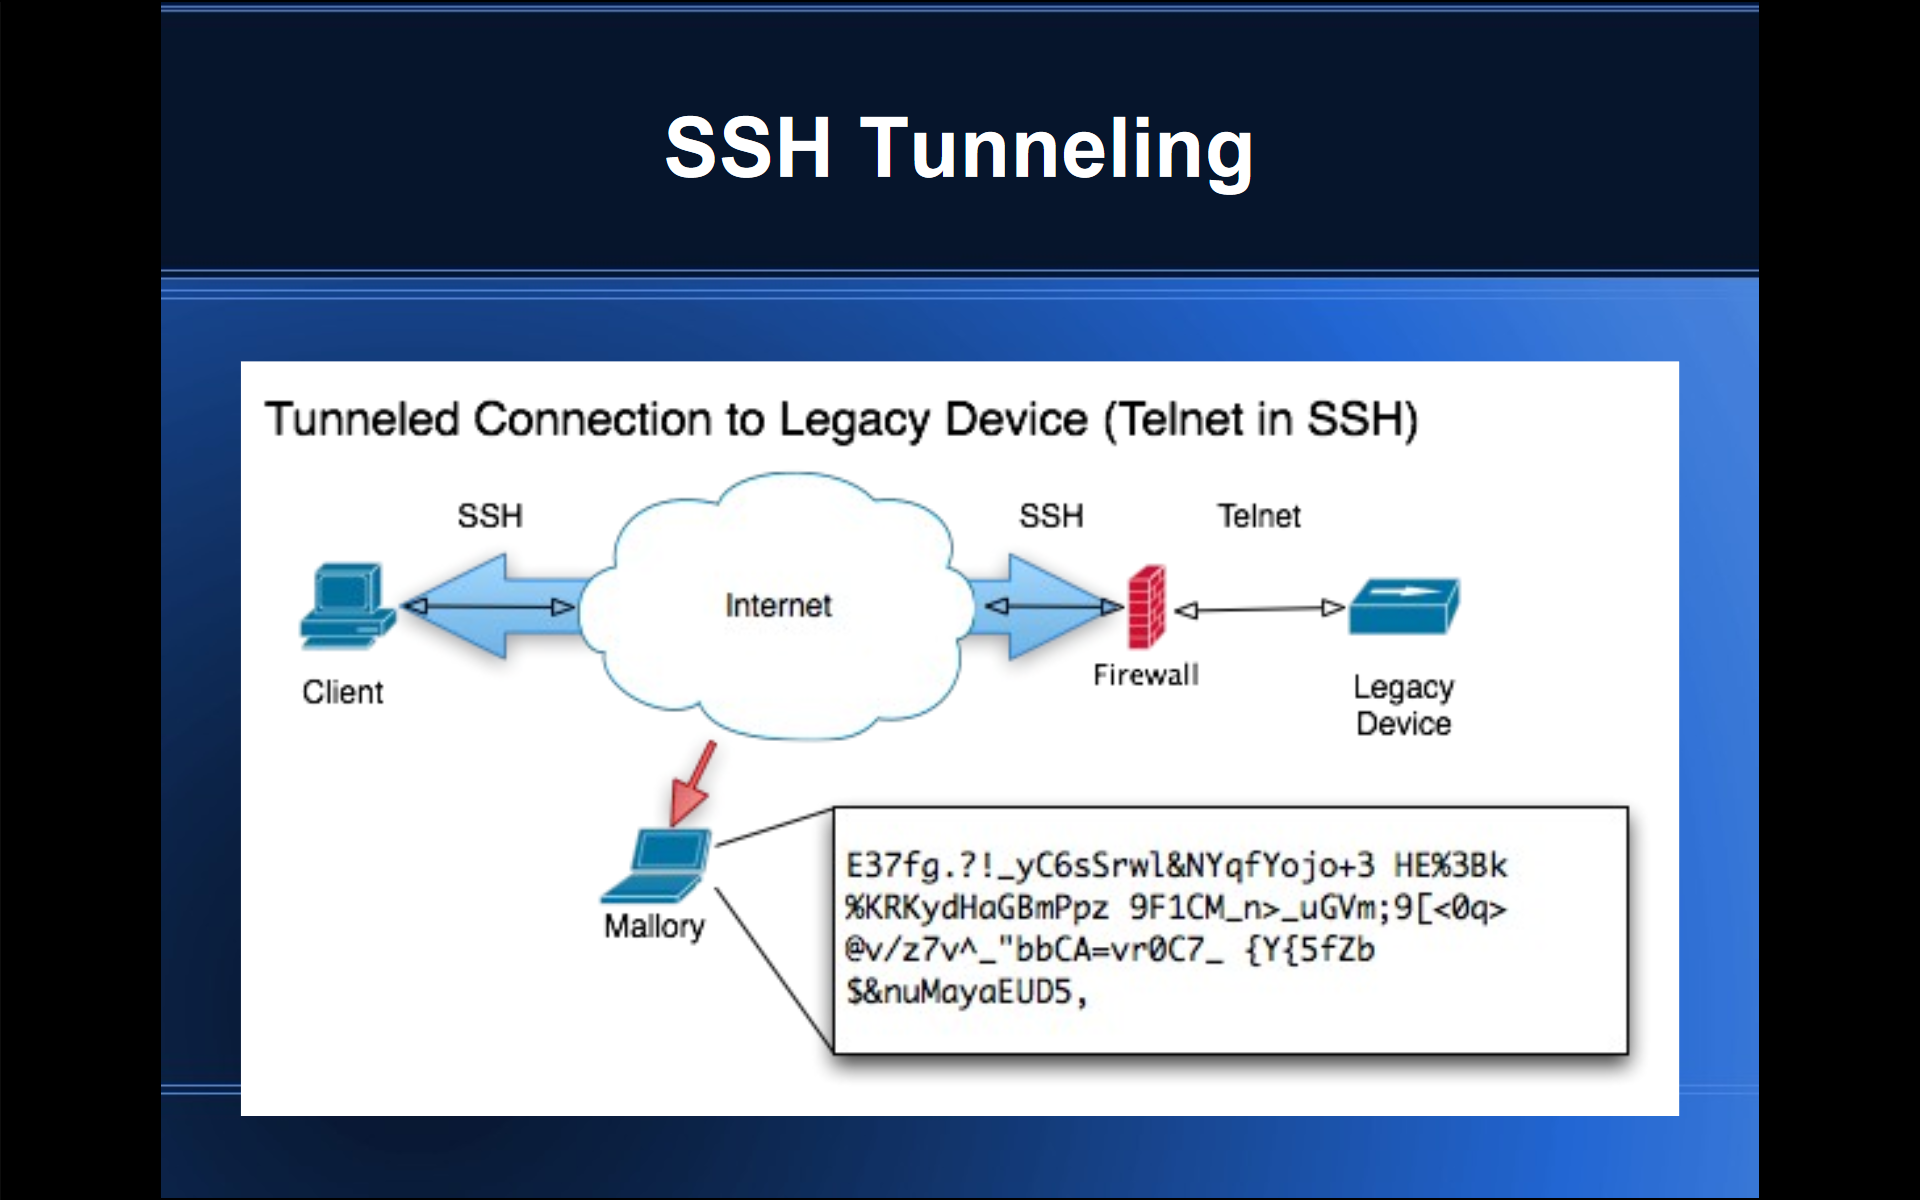 SSH Tunneling
Tunneled Connection to Legacy Device (Telnet in SSH)
SSH
SSH
Telnet
Internet
Client
Firewall
Legacy
Device
Mallory
E37fg.?!_yC6sSrwl&NYqfYojo+3 HE%3Bk
%KRKydHaGBmPpz 9F1CM_n>_uGVm;9[<0q>
@v/z7v^_"bbCA=vr0C7_ {Y{5fZb
$&nuMayaEUD5,